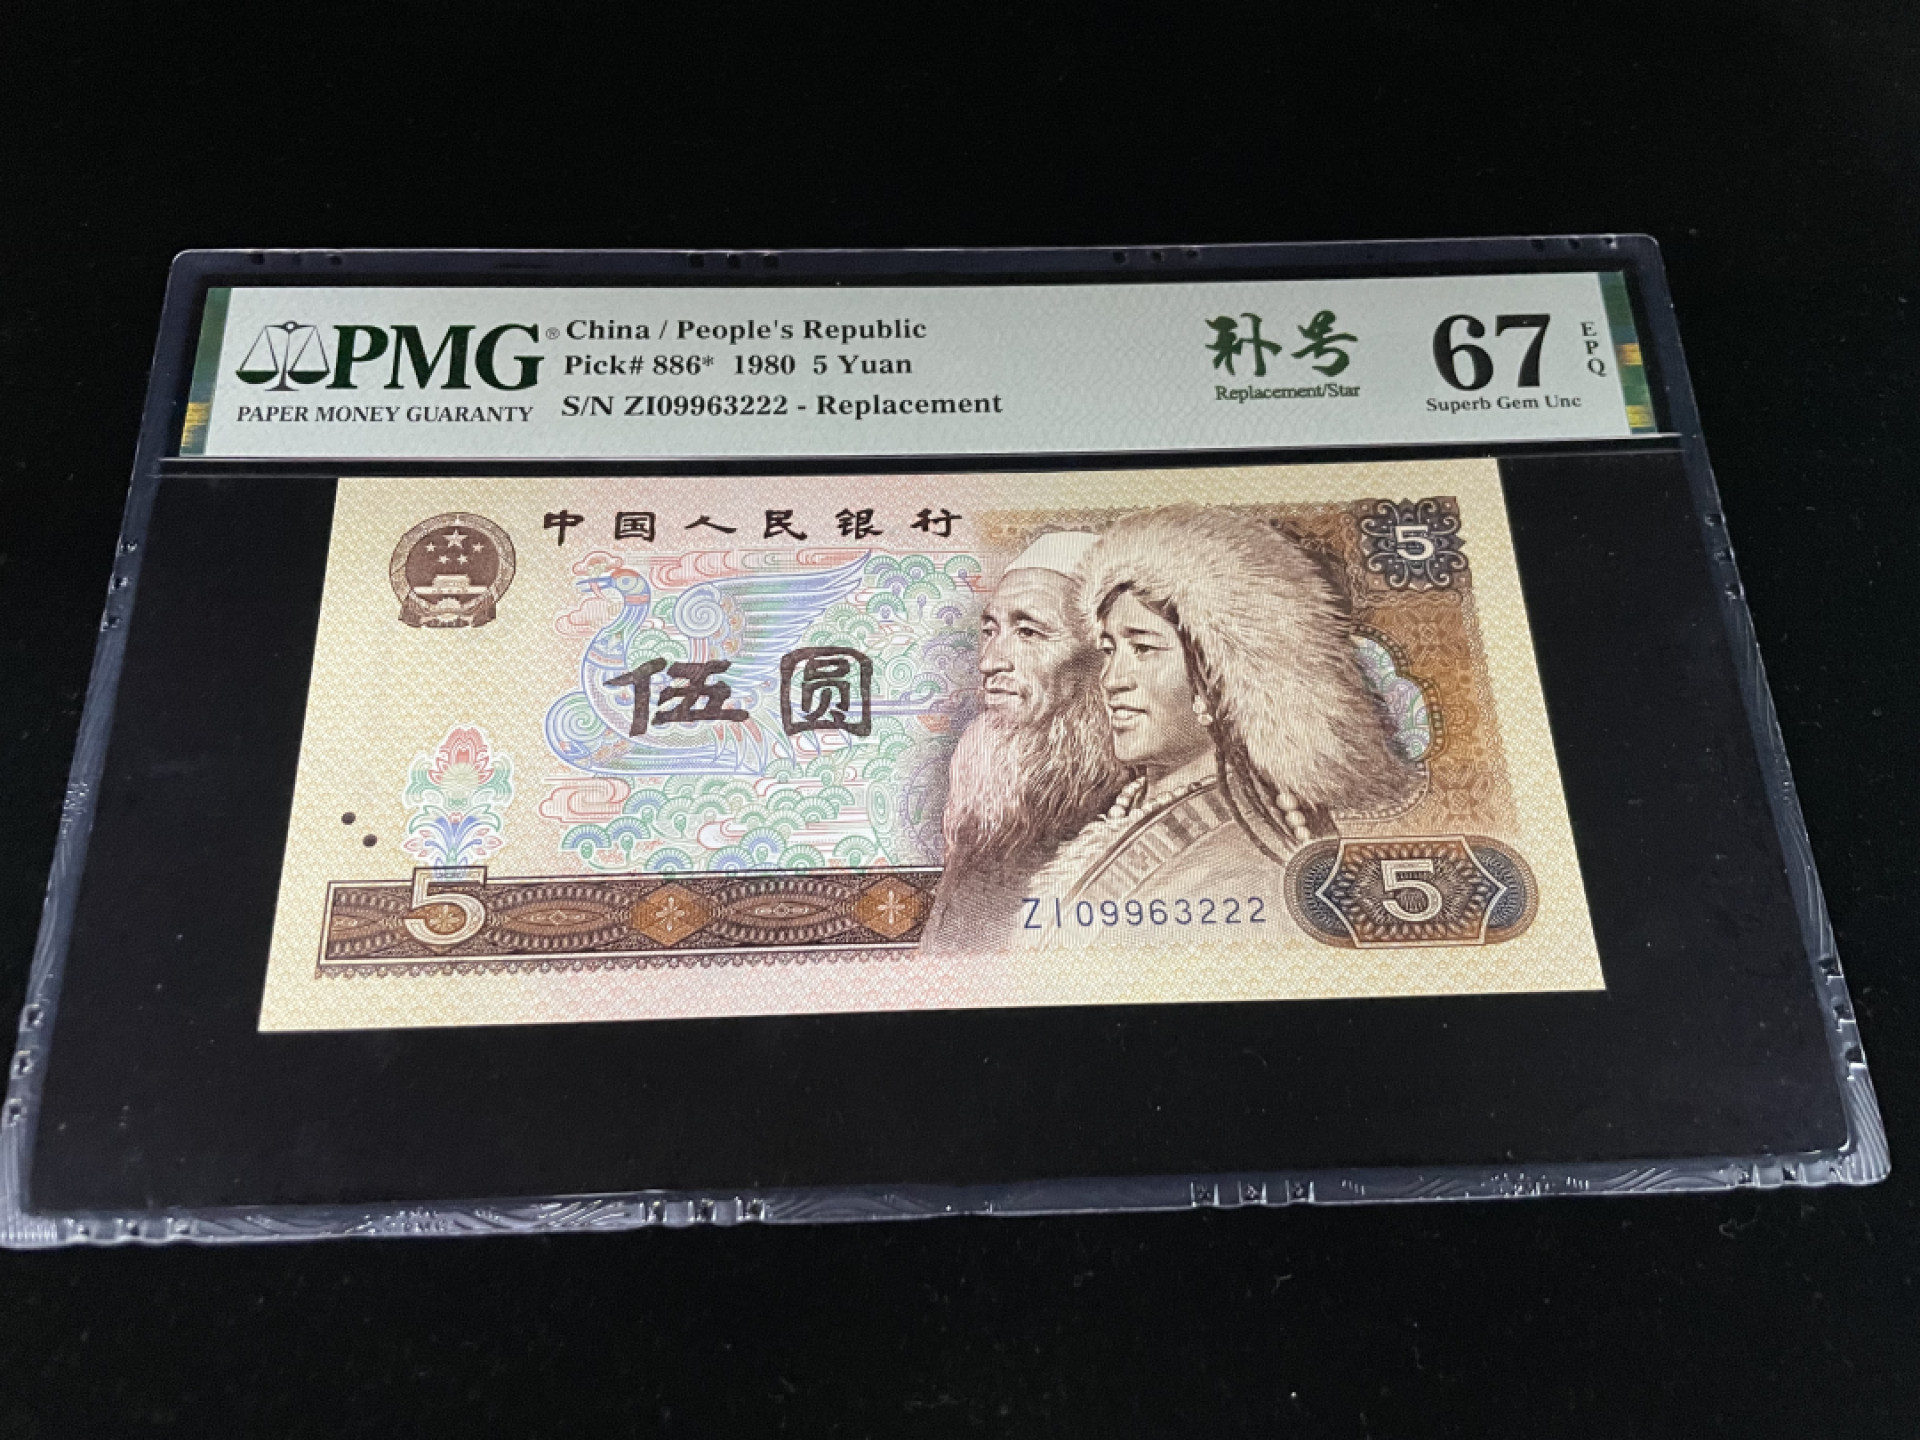 PMG®
PAPER MONEY GUARANTY
China / People's Republic
Pick# 886* 1980 5 Yuan
S/N ZI09963222 - Replacement
补号
Replacement/Star
67
EPQ
Superb Gem Unc
中国人民银行
5
伍圆
5
ZI09963222
5